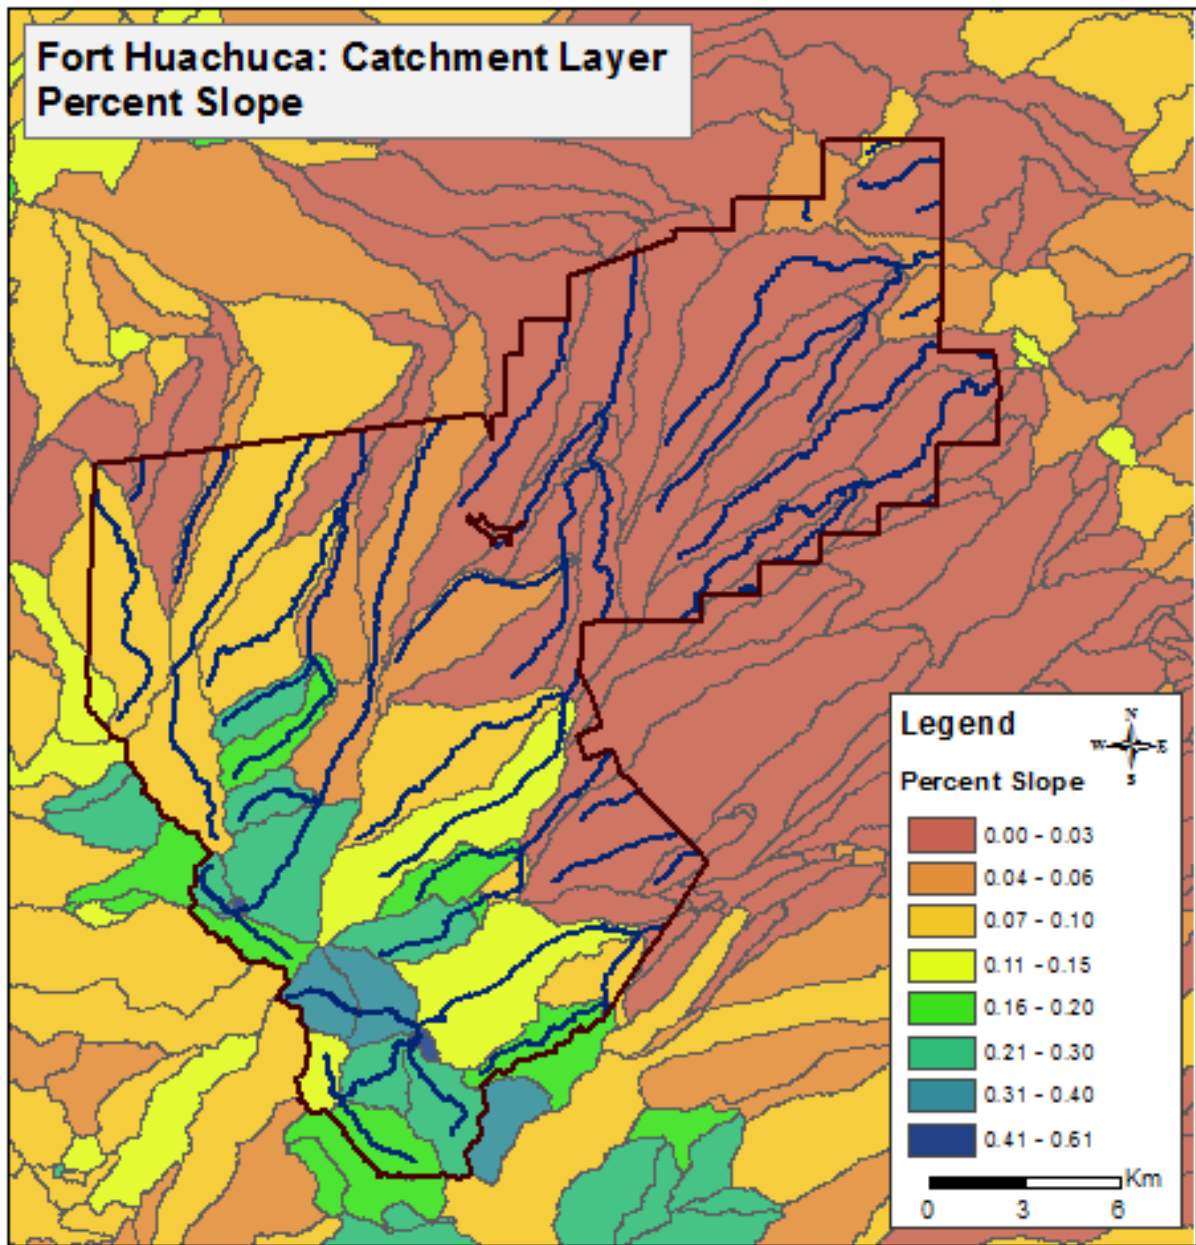 Fort Huachuca: Catchment Layer
Percent Slope
Legend
N
W E
S
Percent Slope
0.00 - 0.03
0.04 - 0.06
0.07 - 0.10
0.11 - 0.15
0.16 - 0.20
0.21 - 0.30
0.31 - 0.40
0.41 - 0.61
Km
0 3 6